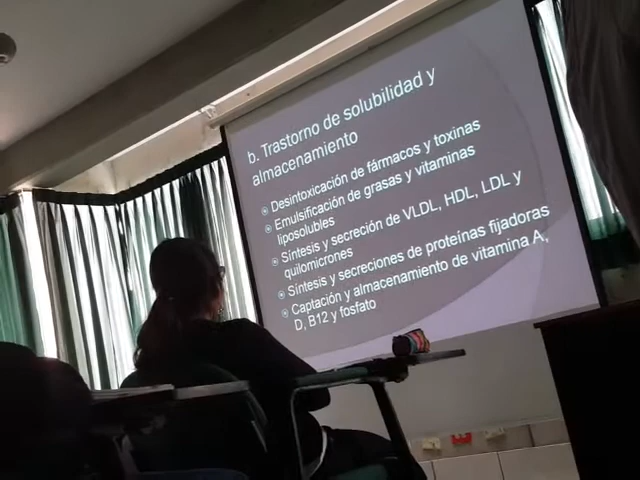 b. Trastorno de solubilidad y
almacenamiento
Desintoxicación de fármacos y toxinas
Emulsificación de grasas y vitaminas
liposolubles
Síntesis y secreción de VLDL, HDL, LDL y
quilomicrones
Síntesis y secreciones de proteínas fijadoras
Captación y almacenamiento de vitamina A,
D, B12 y fosfato